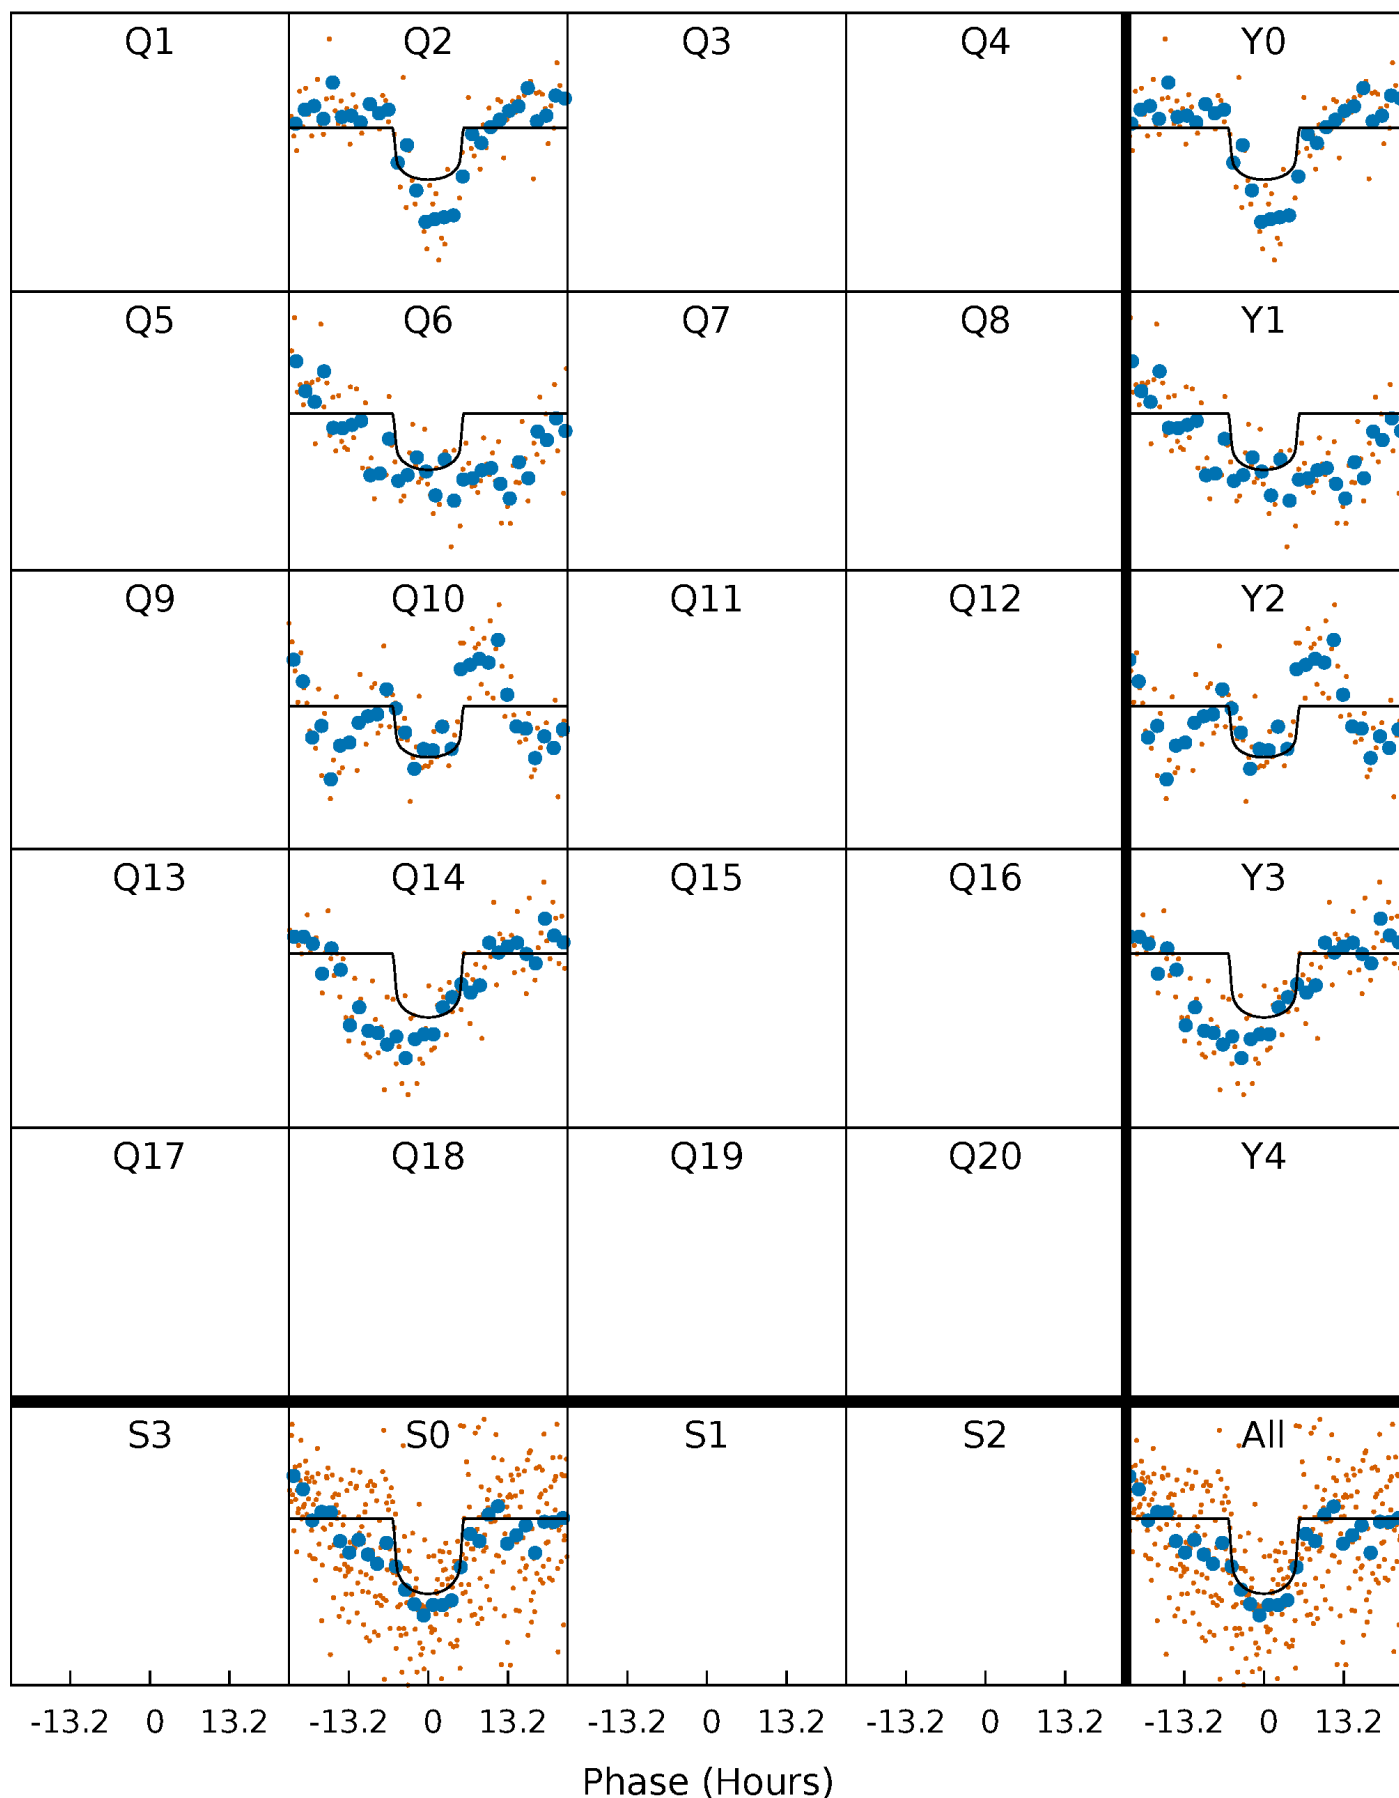 Q1 Q2 Q3 Q4 Y0
Q5 Q6 Q7 Q8 Y1
Q9 Q10 Q11 Q12 Y2
Q13 Q14 Q15 Q16 Y3
Q17 Q18 Q19 Q20 Y4
S3 S0 S1 S2 All
-13.2 0 13.2 -13.2 0 13.2 -13.2 0 13.2 -13.2 0 13.2 -13.2 0 13.2
Phase (Hours)